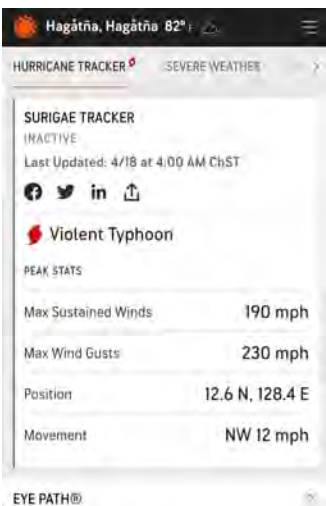 Hagåtña, Hagåtña 82° F
HURRICANE TRACKER SEVERE WEATHER
SURIGAE TRACKER
INACTIVE
Last Updated: 4/18 at 4:00 AM ChST
Violent Typhoon
PEAK STATS
Max Sustained Winds 190 mph
Max Wind Gusts 230 mph
Position 12.6 N, 128.4 E
Movement NW 12 mph
EYE PATH®